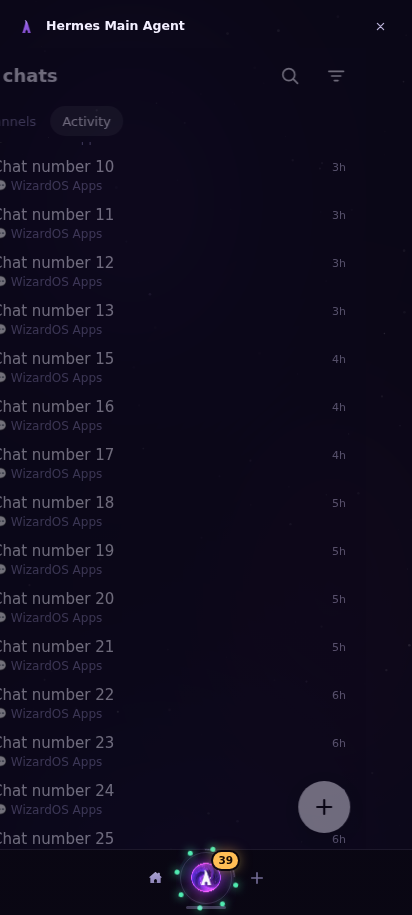 Hermes Main Agent
chats
nnels
Activity
Chat number 10
3h
WizardOS Apps
Chat number 11
3h
WizardOS Apps
Chat number 12
3h
WizardOS Apps
Chat number 13
3h
WizardOS Apps
Chat number 15
4h
WizardOS Apps
Chat number 16
4h
WizardOS Apps
Chat number 17
4h
WizardOS Apps
Chat number 18
5h
WizardOS Apps
Chat number 19
5h
WizardOS Apps
Chat number 20
5h
WizardOS Apps
Chat number 21
5h
WizardOS Apps
Chat number 22
6h
WizardOS Apps
Chat number 23
6h
WizardOS Apps
Chat number 24
WizardOS Apps
Chat number 25
6h
39